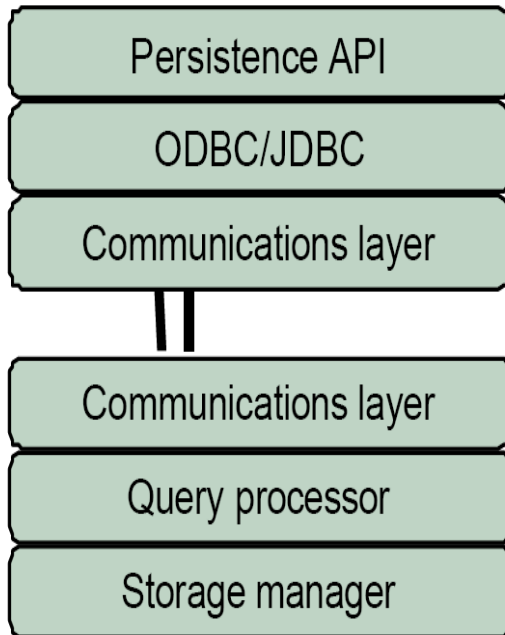 Persistence API
ODBC/JDBC
Communications layer
Communications layer
Query processor
Storage manager